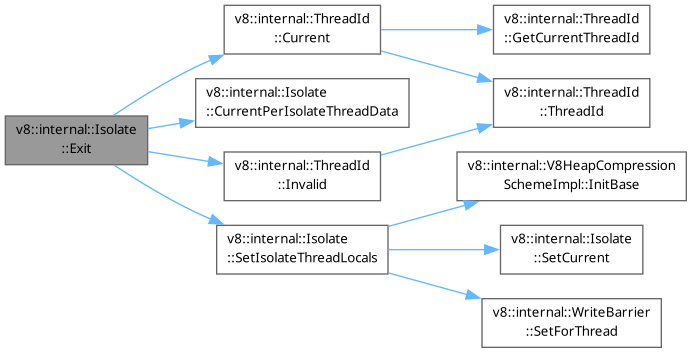 v8::internal::Isolate
::Exit
v8::internal::ThreadId
::Current
v8::internal::Isolate
::CurrentPerIsolateThreadData
v8::internal::ThreadId
::Invalid
v8::internal::Isolate
::SetIsolateThreadLocals
v8::internal::ThreadId
::GetCurrentThreadId
v8::internal::ThreadId
::ThreadId
v8::internal::V8HeapCompression
SchemeImpl::InitBase
v8::internal::Isolate
::SetCurrent
v8::internal::WriteBarrier
::SetForThread